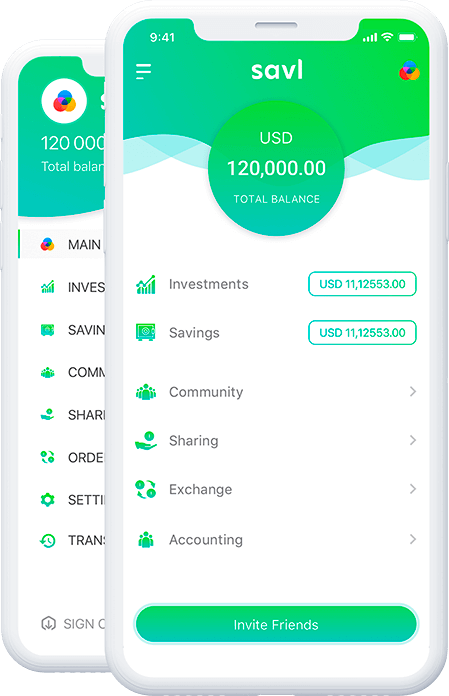 9:41
savl
USD
120,000.00
TOTAL BALANCE
Investments
USD 11,12553.00
Savings
USD 11,12553.00
Community
Sharing
Exchange
Accounting
Invite Friends
120 000
Total balan
MAIN
INVES
SAVIN
COMM
SHARI
ORDE
SETTI
TRANS
SIGN O